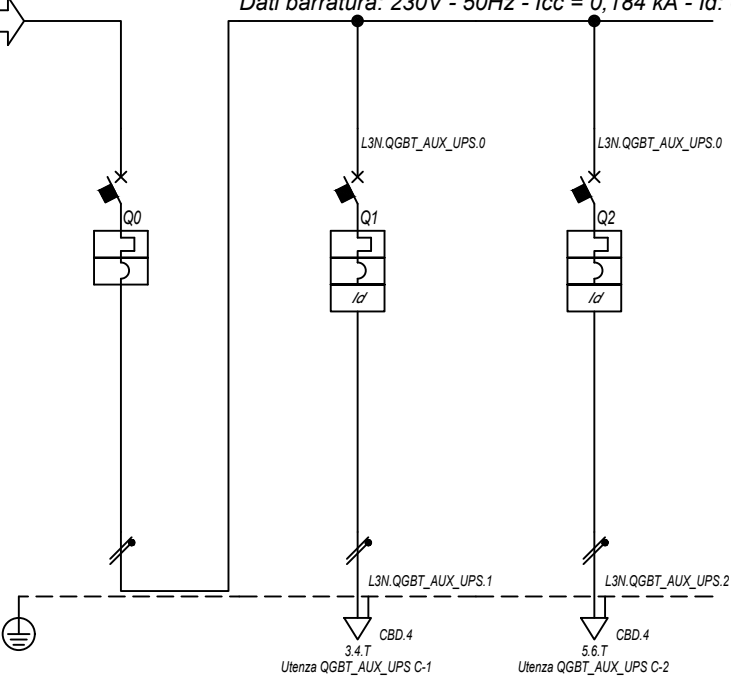 Dati barratura: 230V - 50Hz - Icc = 0,184 kA - Id:
L3N.QGBT_AUX_UPS.0
L3N.QGBT_AUX_UPS.0
Q0
Q1
Q2
Id
Id
L3N.QGBT_AUX_UPS.1
L3N.QGBT_AUX_UPS.2
CBD.4
CBD.4
3.4.T
5.6.T
Utenza QGBT_AUX_UPS C-1
Utenza QGBT_AUX_UPS C-2